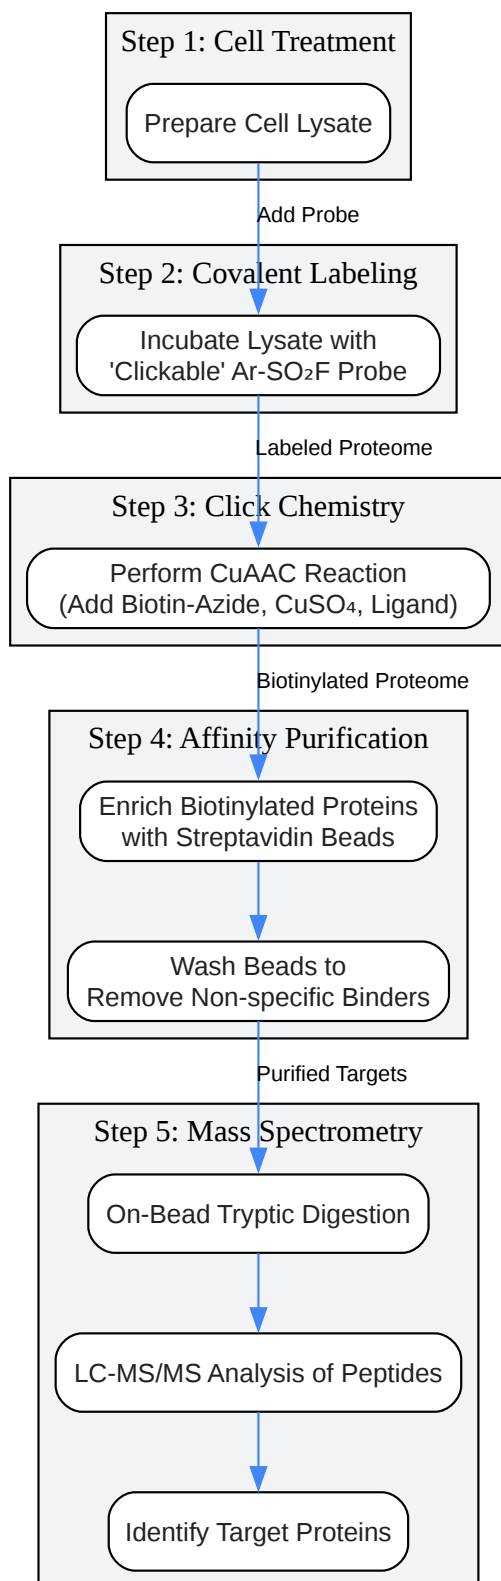 Step 1: Cell Treatment
Prepare Cell Lysate
Add Probe
Step 2: Covalent Labeling
Incubate Lysate with
'Clickable' Ar-SO₂F Probe
Labeled Proteome
Step 3: Click Chemistry
Perform CuAAC Reaction
(Add Biotin-Azide, CuSO₄, Ligand)
Biotinylated Proteome
Step 4: Affinity Purification
Enrich Biotinylated Proteins
with Streptavidin Beads
Wash Beads to
Remove Non-specific Binders
Purified Targets
Step 5: Mass Spectrometry
On-Bead Tryptic Digestion
LC-MS/MS Analysis of Peptides
Identify Target Proteins